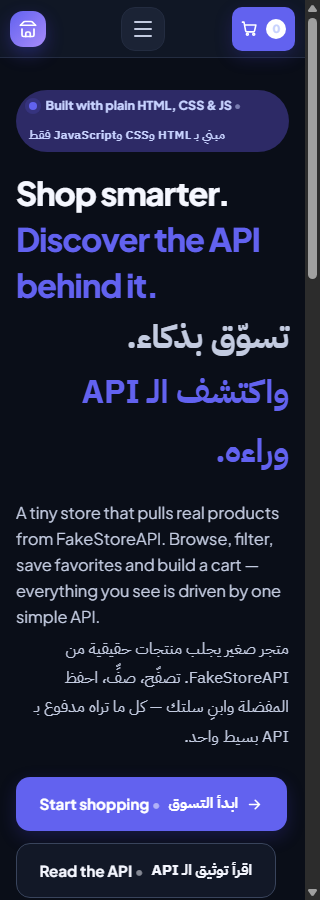 0
Built with plain HTML, CSS & JS •
مبني بـ HTML وCSS وJavaScript فقط
Shop smarter.
Discover the API
behind it.
تسوّق بذكاء.
واكتشف الـ API
وراءه.
A tiny store that pulls real products
from FakeStoreAPI. Browse, filter,
save favorites and build a cart —
everything you see is driven by one
simple API.
متجر صغير يجلب منتجات حقيقية من
FakeStoreAPI. تصفّح، صفِّ، احفظ
المفضلة وابنِ سلتك — كل ما تراه مدفوع بـ
API بسيط واحد.
Start shopping • ابدأ التسوق →
Read the API • اقرأ توثيق الـ API